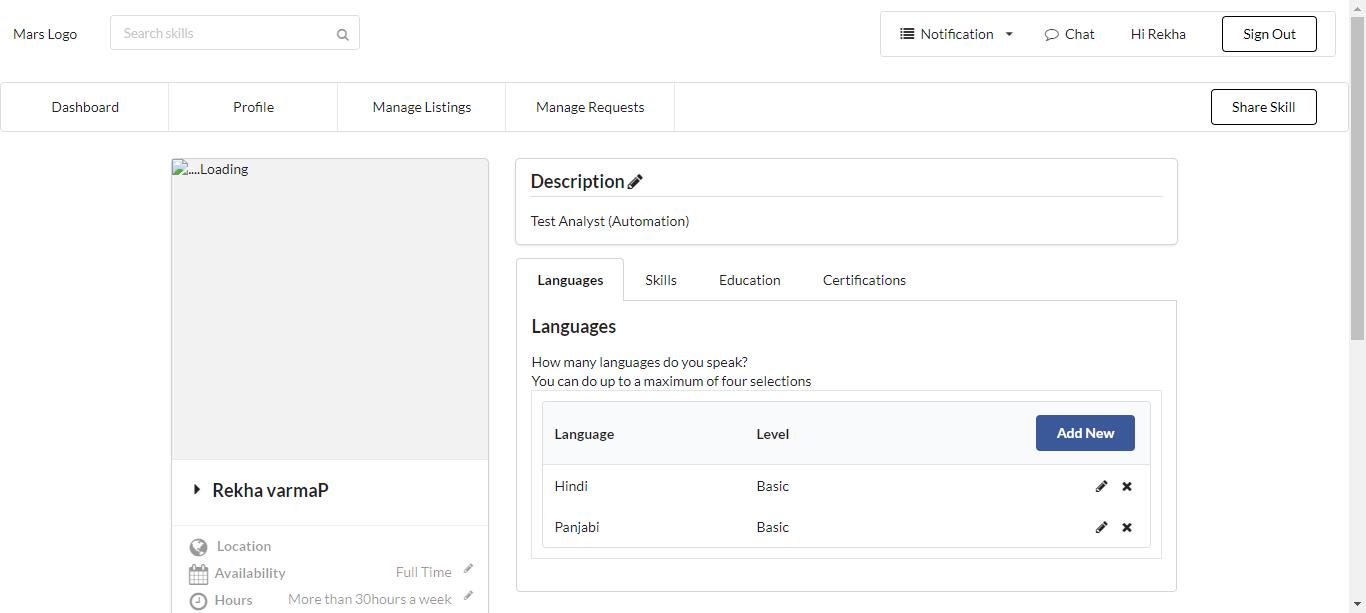 Mars Logo
Search skills
Notification
Chat
Hi Rekha
Sign Out
Dashboard
Profile
Manage Listings
Manage Requests
Share Skill
....Loading
Rekha varmaP
Location
Availability Full Time
Hours More than 30hours a week
Description
Test Analyst (Automation)
Languages Skills Education Certifications
Languages
How many languages do you speak?
You can do up to a maximum of four selections
Language Level Add New
Hindi Basic
Panjabi Basic